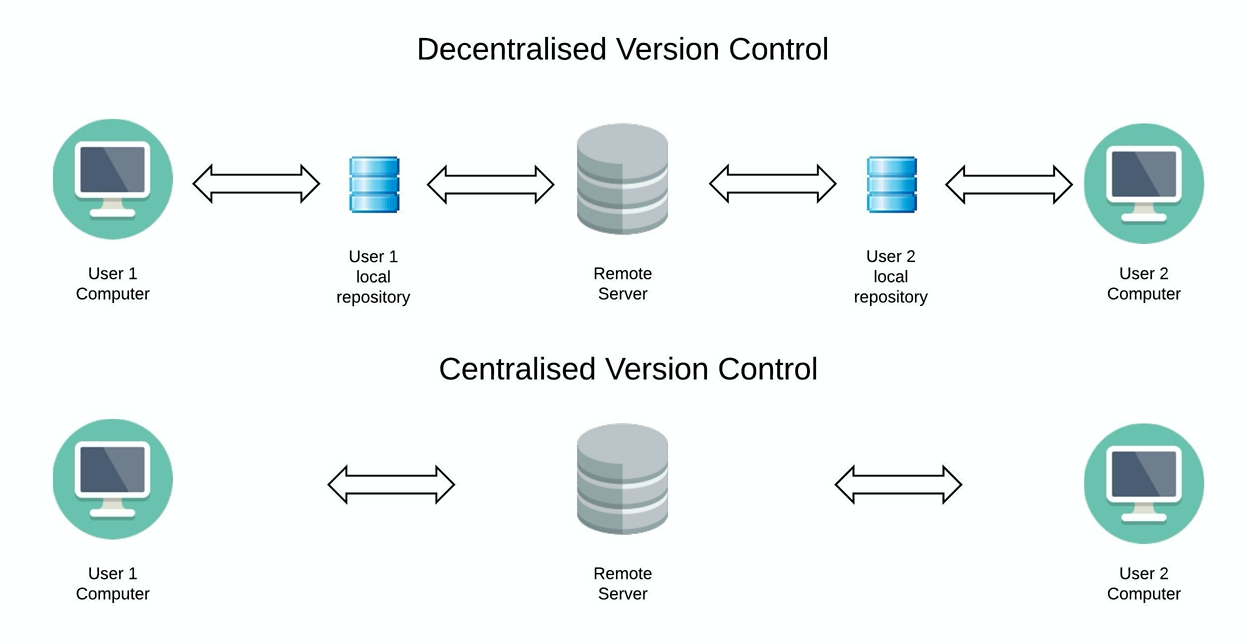 Decentralised Version Control
User 1
Computer
User 1
local
repository
Remote
Server
User 2
local
repository
User 2
Computer
Centralised Version Control
User 1
Computer
Remote
Server
User 2
Computer